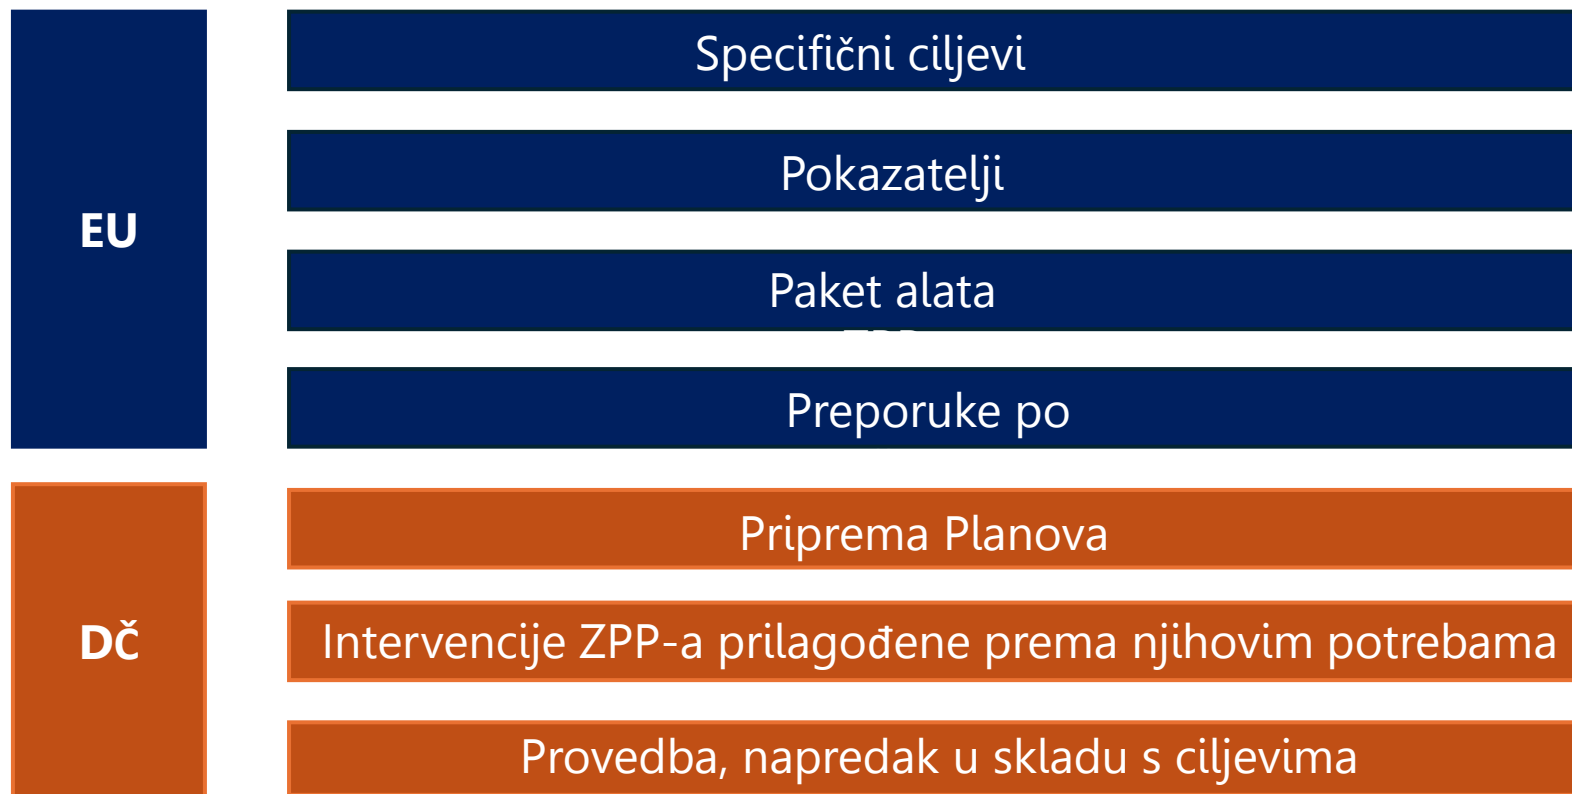 EU
Specifični ciljevi
Pokazatelji
Paket alata
Preporuke po
DČ
Priprema Planova
Intervencije ZPP-a prilagođene prema njihovim potrebama
Provedba, napredak u skladu s ciljevima